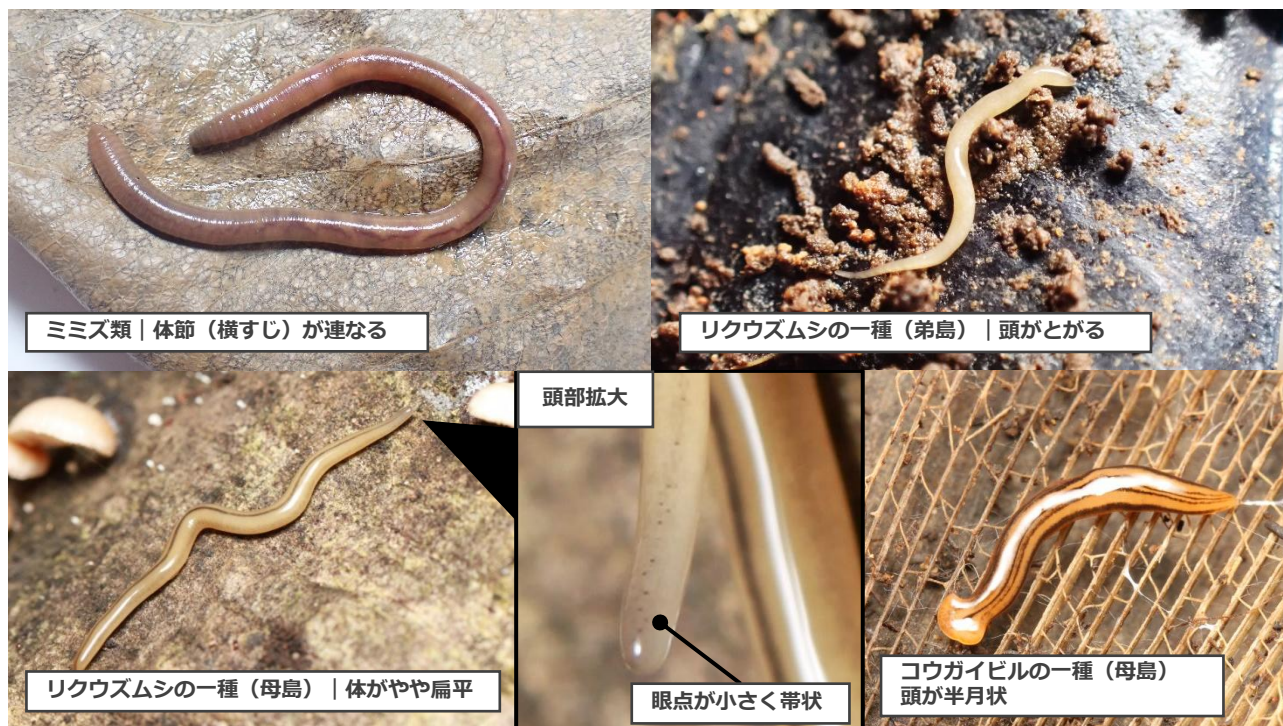 ミミズ類｜体節（横すじ）が連なる
リクウズムシの一種（弟島）｜頭がとがる
頭部拡大
リクウズムシの一種（母島）｜体がやや扁平
眼点が小さく帯状
コウガイビルの一種（母島）
頭が半月状